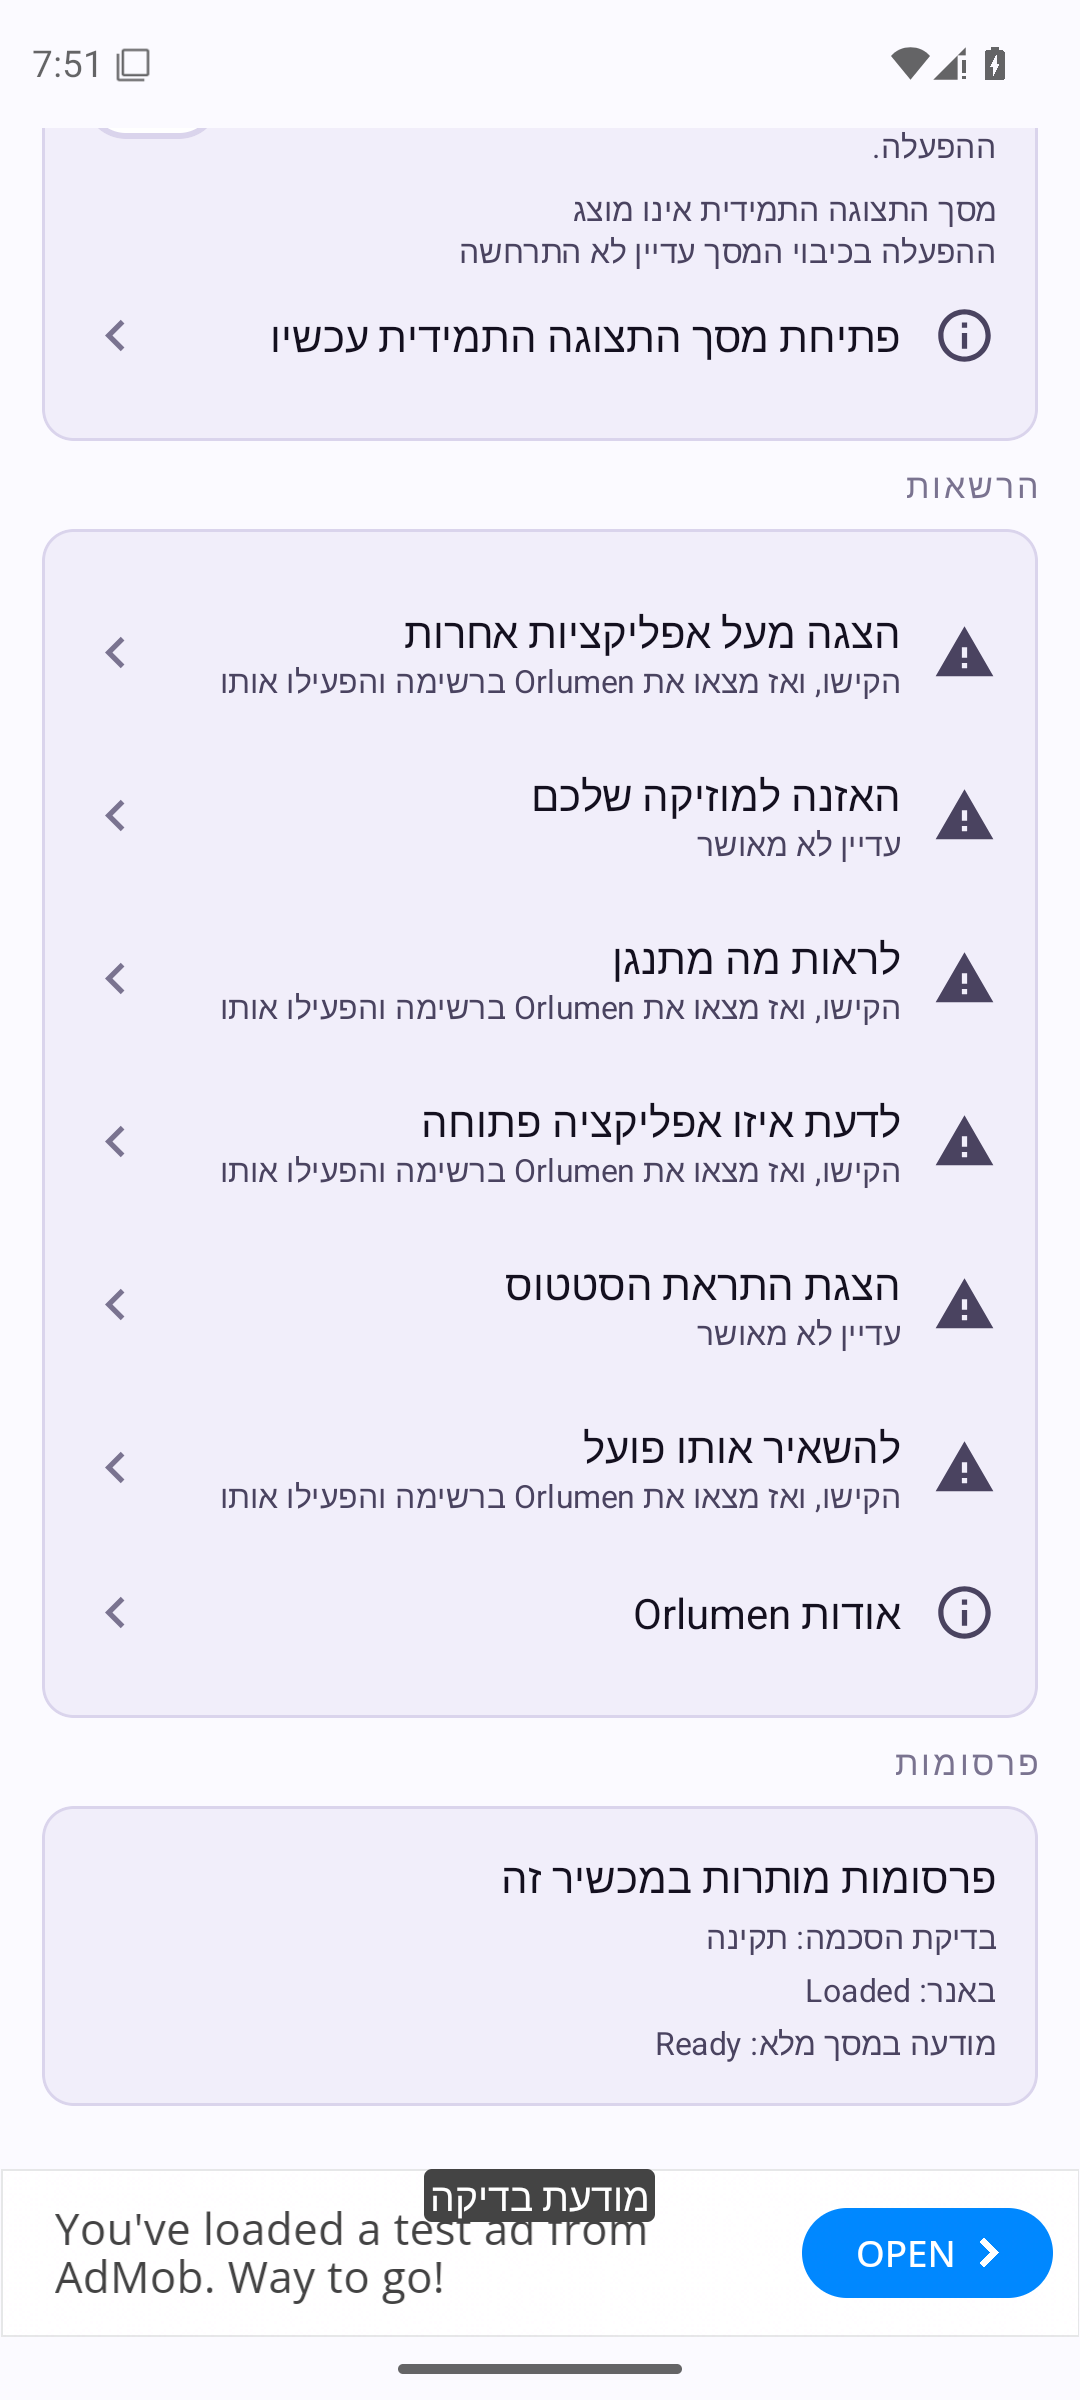 7:51
ההפעלה.
מסך התצוגה התמידית אינו מוצג
ההפעלה בכיבוי המסך עדיין לא התרחשה
פתיחת מסך התצוגה התמידית עכשיו
הרשאות
הצגה מעל אפליקציות אחרות
הקישו, ואז מצאו את Orlumen ברשימה והפעילו אותו
האזנה למוזיקה שלכם
עדיין לא מאושר
לראות מה מתנגן
הקישו, ואז מצאו את Orlumen ברשימה והפעילו אותו
לדעת איזו אפליקציה פתוחה
הקישו, ואז מצאו את Orlumen ברשימה והפעילו אותו
הצגת התראת הסטטוס
עדיין לא מאושר
להשאיר אותו פועל
הקישו, ואז מצאו את Orlumen ברשימה והפעילו אותו
אודות Orlumen
פרסומות
פרסומות מותרות במכשיר זה
בדיקת הסכמה: תקינה
באנר: Loaded
מודעה במסך מלא: Ready
מודעת בדיקה
You've loaded a test ad from
AdMob. Way to go!
OPEN